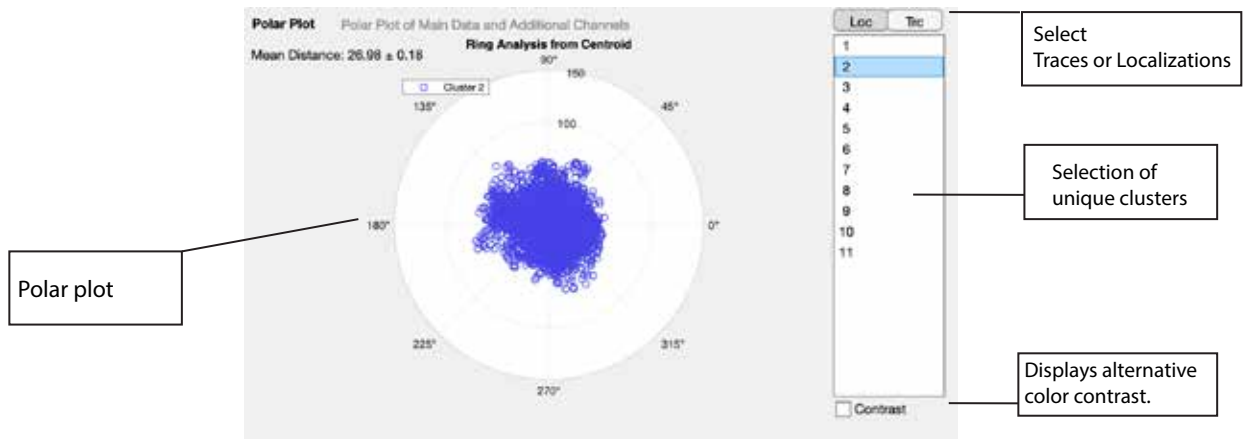 Polar Plot Polar Plot of Main Data and Additional Channels
Mean Distance: 26.98 ± 0.18
Ring Analysis from Centroid
90°
150
Cluster 2
135°
45°
100
180°
0°
225°
315°
270°
Loc Trc
1
2
3
4
5
6
7
8
9
10
11
Contrast
Select
Traces or Localizations
Selection of
unique clusters
Polar plot
Displays alternative
color contrast.